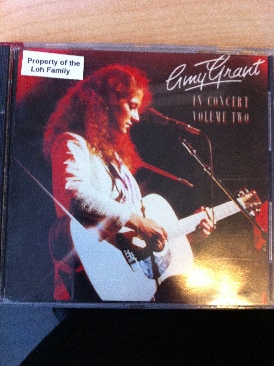 Property of the
Loh Family
Amy Grant
IN CONCERT
VOLUME TWO